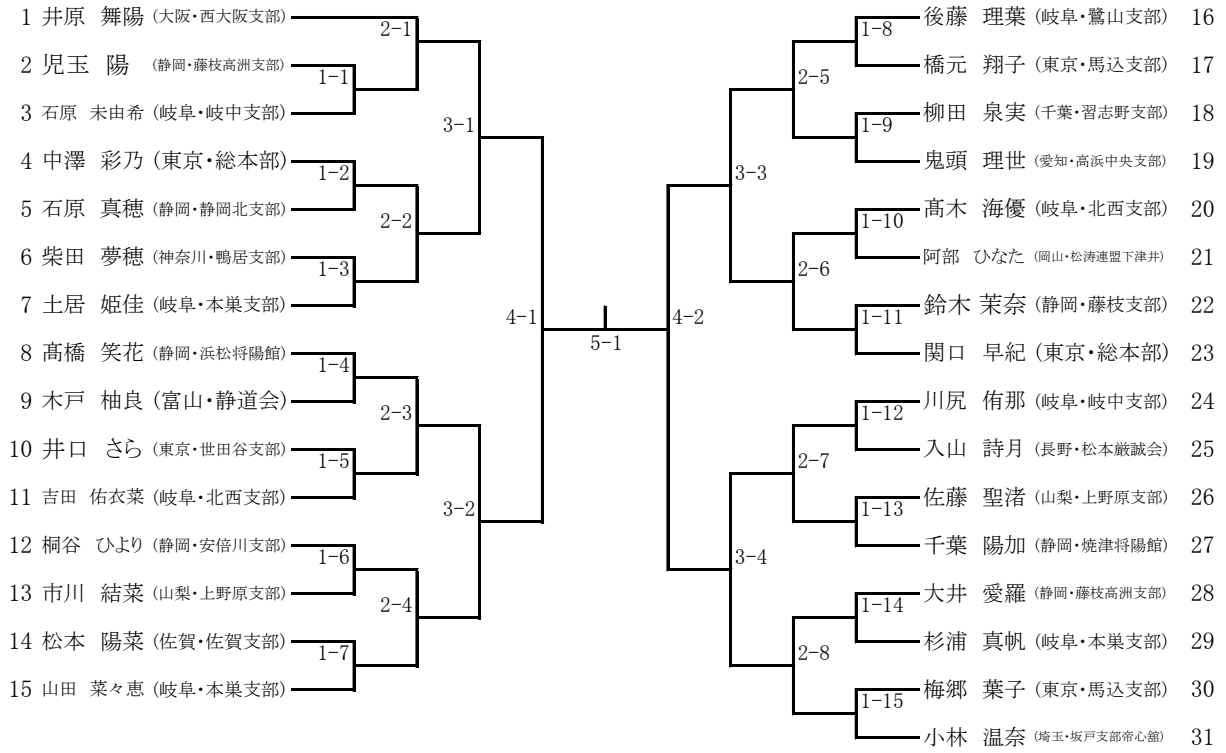 1 井原 舞陽 (大阪・西大阪支部)
2 児玉 陽 (静岡・藤枝高洲支部)
3 石原 未由希 (岐阜・岐中支部)
4 中澤 彩乃 (東京・総本部)
5 石原 真穂 (静岡・静岡北支部)
6 柴田 夢穂 (神奈川・鴨居支部)
7 土居 姫佳 (岐阜・本巣支部)
8 髙橋 笑花 (静岡・浜松将陽館)
9 木戸 柚良 (富山・静道会)
10 井口 さら (東京・世田谷支部)
11 吉田 佑衣菜 (岐阜・北西支部)
12 桐谷 ひより (静岡・安倍川支部)
13 市川 結菜 (山梨・上野原支部)
14 松本 陽菜 (佐賀・佐賀支部)
15 山田 菜々恵 (岐阜・本巣支部)
2-1
1-1
3-1
1-2
2-2
1-3
4-1
1-4
2-3
1-5
3-2
1-6
2-4
1-7
5-1
4-2
1-8
2-5
1-9
3-3
1-10
2-6
1-11
1-12
2-7
1-13
3-4
1-14
2-8
1-15
後藤 理葉 (岐阜・鷺山支部) 16
橋元 翔子 (東京・馬込支部) 17
柳田 泉実 (千葉・習志野支部) 18
鬼頭 理世 (愛知・高浜中央支部) 19
髙木 海優 (岐阜・北西支部) 20
阿部 ひなた (岡山・松涛連盟下津井) 21
鈴木 茉奈 (静岡・藤枝支部) 22
関口 早紀 (東京・総本部) 23
川尻 侑那 (岐阜・岐中支部) 24
入山 詩月 (長野・松本厳誠会) 25
佐藤 聖渚 (山梨・上野原支部) 26
千葉 陽加 (静岡・焼津将陽館) 27
大井 愛羅 (静岡・藤枝高洲支部) 28
杉浦 真帆 (岐阜・本巣支部) 29
梅郷 葉子 (東京・馬込支部) 30
小林 温奈 (埼玉・坂戸支部帝心舘) 31